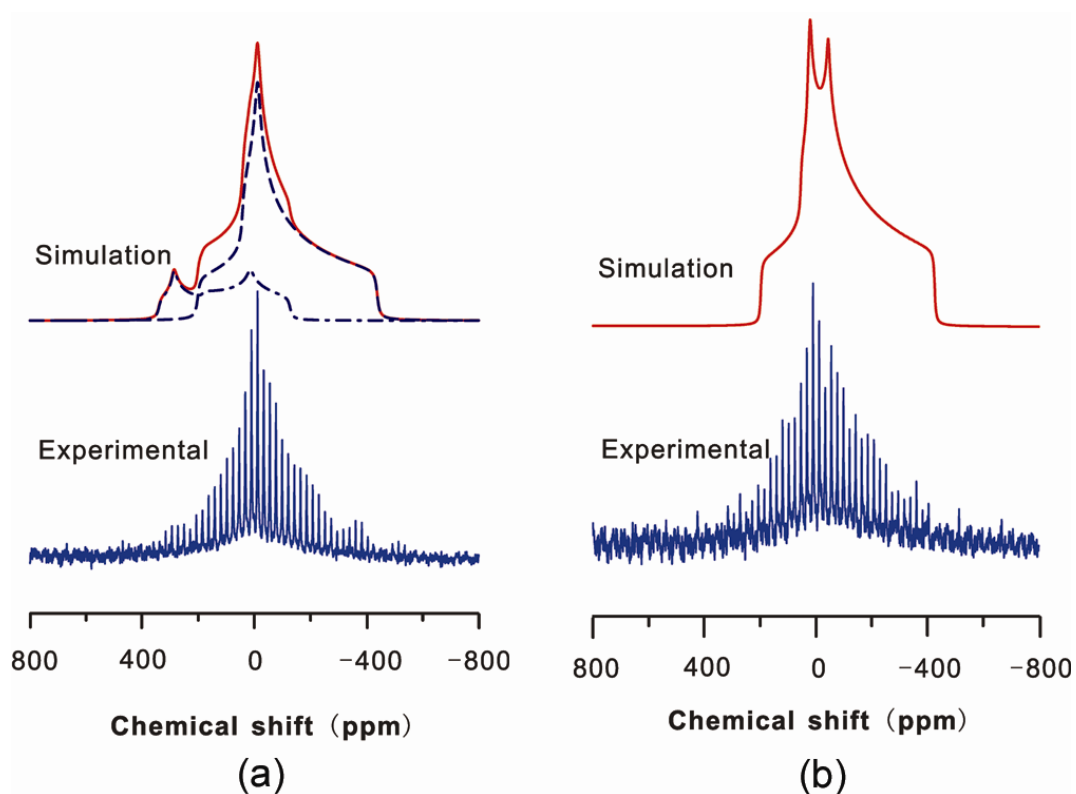 Simulation
Experimental
800 400 0 −400 −800
Chemical shift (ppm)
(a)
Simulation
Experimental
800 400 0 −400 −800
Chemical shift (ppm)
(b)